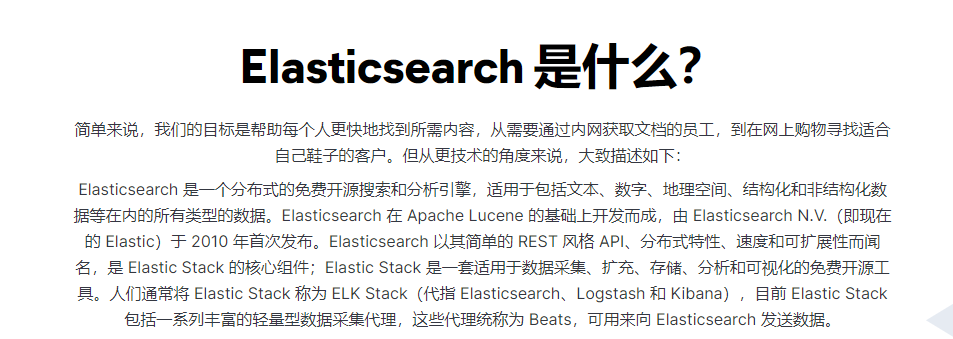 Elasticsearch 是什么？
简单来说，我们的目标是帮助每个人更快地找到所需内容，从需要通过内网获取文档的员工，到在网上购物寻找适合
自己鞋子的客户。但从更技术的角度来说，大致描述如下：
Elasticsearch 是一个分布式的免费开源搜索和分析引擎，适用于包括文本、数字、地理空间、结构化和非结构化数
据等在内的所有类型的数据。Elasticsearch 在 Apache Lucene 的基础上开发而成，由 Elasticsearch N.V.（即现在
的 Elastic）于 2010 年首次发布。Elasticsearch 以其简单的 REST 风格 API、分布式特性、速度和可扩展性而闻
名，是 Elastic Stack 的核心组件；Elastic Stack 是一套适用于数据采集、扩充、存储、分析和可视化的免费开源工
具。人们通常将 Elastic Stack 称为 ELK Stack（代指 Elasticsearch、Logstash 和 Kibana），目前 Elastic Stack
包括一系列丰富的轻量型数据采集代理，这些代理统称为 Beats，可用来向 Elasticsearch 发送数据。